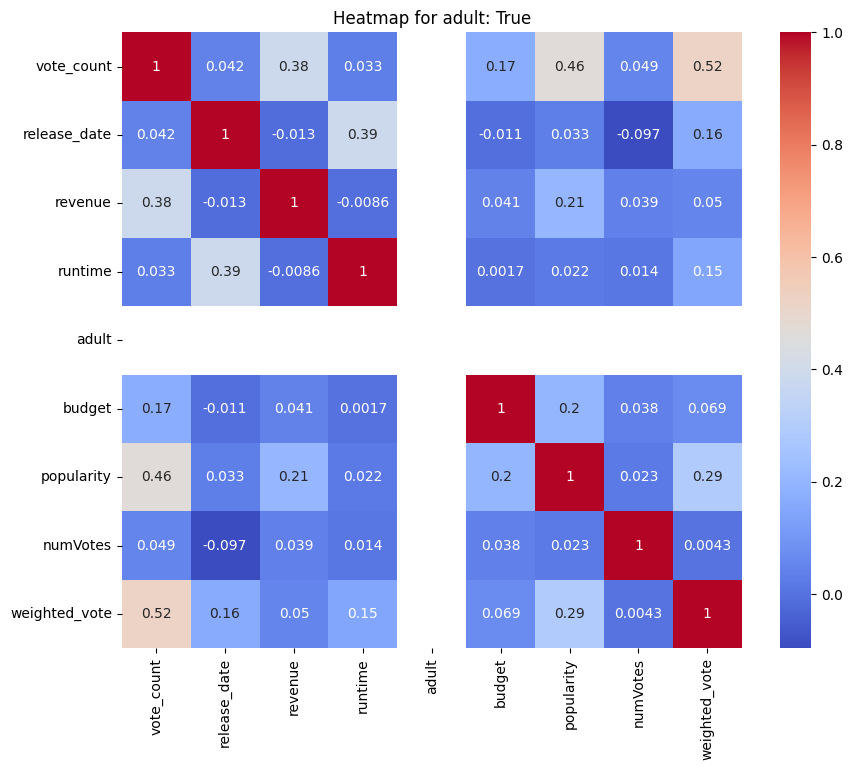 Heatmap for adult: True
vote_count 1 0.042 0.38 0.033 0.17 0.46 0.049 0.52
release_date 0.042 1 -0.013 0.39 -0.011 0.033 -0.097 0.16
revenue 0.38 -0.013 1 -0.0086 0.041 0.21 0.039 0.05
runtime 0.033 0.39 -0.0086 1 0.0017 0.022 0.014 0.15
adult
budget 0.17 -0.011 0.041 0.0017 1 0.2 0.038 0.069
popularity 0.46 0.033 0.21 0.022 0.2 1 0.023 0.29
numVotes 0.049 -0.097 0.039 0.014 0.038 0.023 1 0.0043
weighted_vote 0.52 0.16 0.05 0.15 0.069 0.29 0.0043 1
vote_count release_date revenue runtime adult budget popularity numVotes weighted_vote
1.0
0.8
0.6
0.4
0.2
0.0